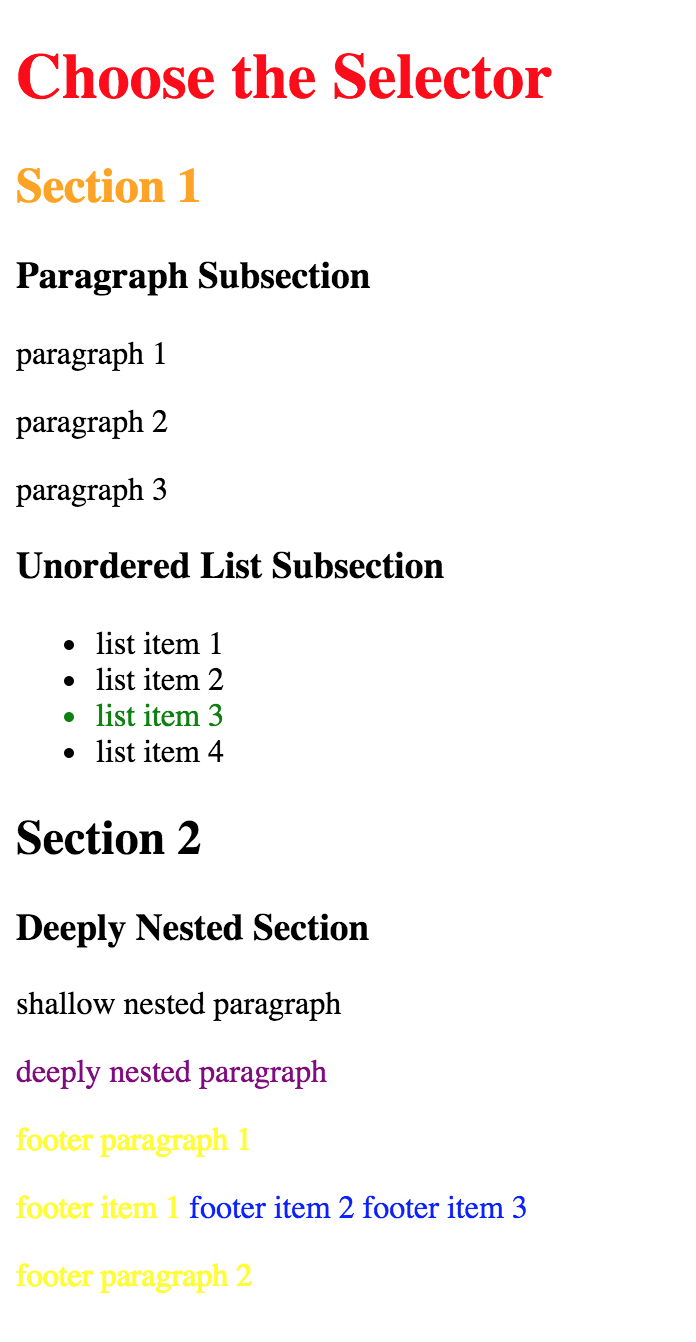 Choose the Selector
Section 1
Paragraph Subsection
paragraph 1
paragraph 2
paragraph 3
Unordered List Subsection
• list item 1
• list item 2
• list item 3
• list item 4
Section 2
Deeply Nested Section
shallow nested paragraph
deeply nested paragraph
footer paragraph 1
footer item 1 footer item 2 footer item 3
footer paragraph 2